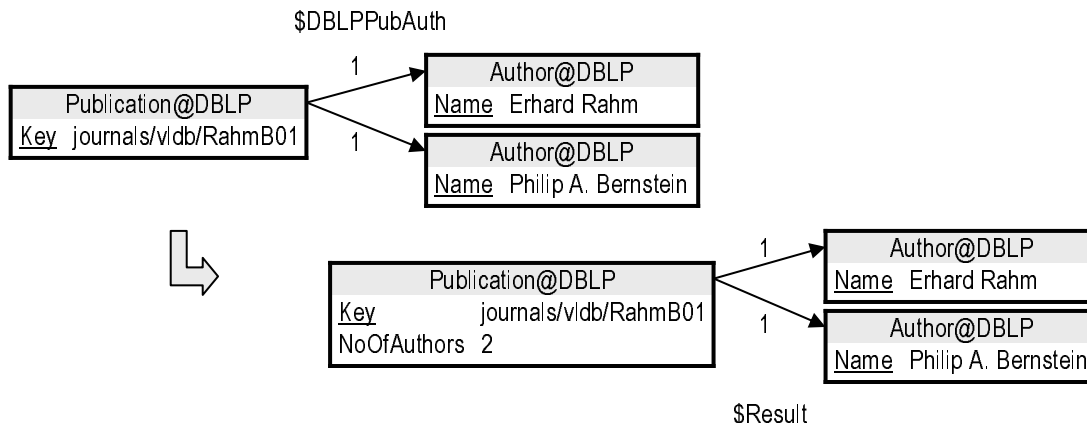 $DBLPPubAuth
1
Author@DBLP
Name Erhard Rahm
Publication@DBLP
Key journals/vldb/RahmB01
1
Author@DBLP
Name Philip A. Bernstein
1
Author@DBLP
Name Erhard Rahm
Publication@DBLP
Key journals/vldb/RahmB01
NoOfAuthors 2
1
Author@DBLP
Name Philip A. Bernstein
$Result